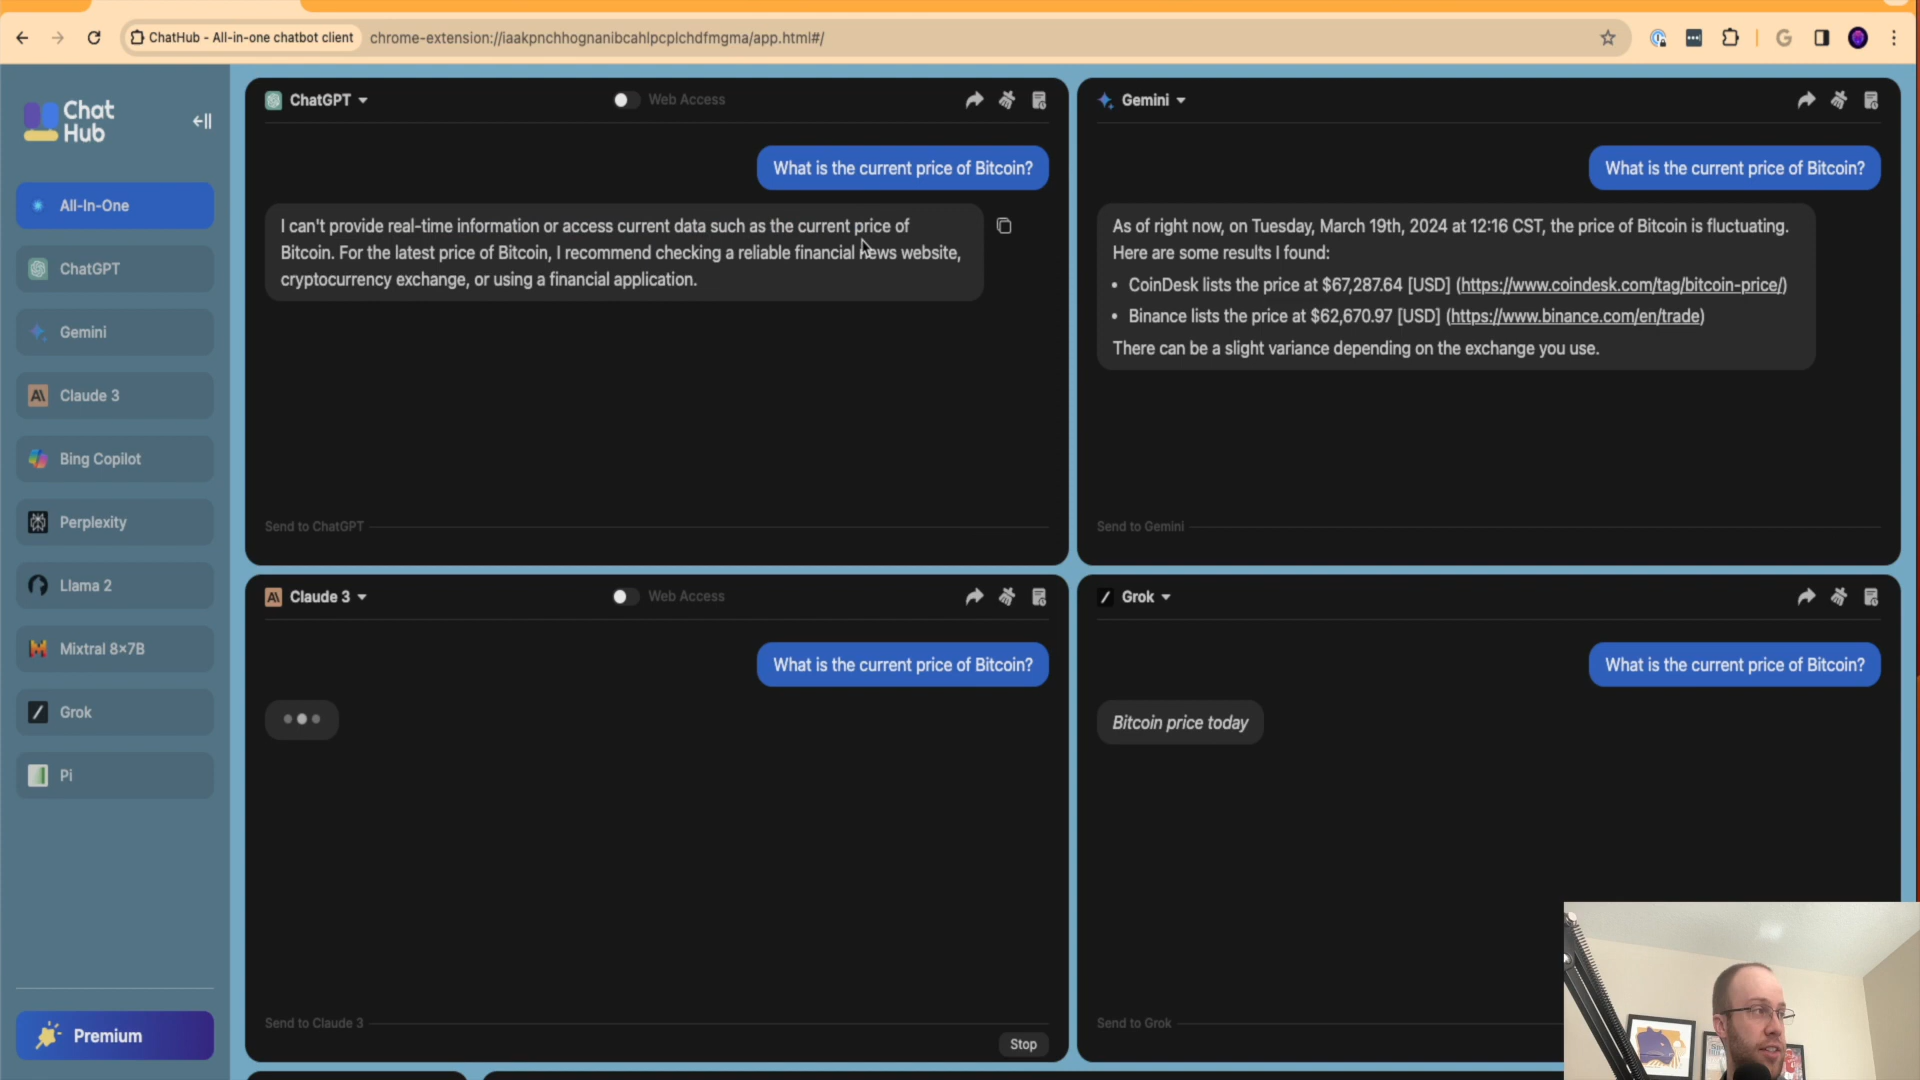 ChatHub - All-in-one chatbot client
chrome-extension://iaakpnchhognanibcahlpcplchdfmgma/app.html#/
Chat
Hub
All-In-One
ChatGPT
Gemini
Claude 3
Bing Copilot
Perplexity
Llama 2
Mixtral 8×7B
Grok
Pi
Premium
ChatGPT
Web Access
What is the current price of Bitcoin?
I can't provide real-time information or access current data such as the current price of
Bitcoin. For the latest price of Bitcoin, I recommend checking a reliable financial news website,
cryptocurrency exchange, or using a financial application.
Send to ChatGPT
Gemini
What is the current price of Bitcoin?
As of right now, on Tuesday, March 19th, 2024 at 12:16 CST, the price of Bitcoin is fluctuating.
Here are some results I found:
• CoinDesk lists the price at $67,287.64 [USD] (https://www.coindesk.com/tag/bitcoin-price/)
• Binance lists the price at $62,670.97 [USD] (https://www.binance.com/en/trade)
There can be a slight variance depending on the exchange you use.
Send to Gemini
Claude 3
Web Access
What is the current price of Bitcoin?
Send to Claude 3
Stop
Grok
What is the current price of Bitcoin?
Bitcoin price today
Send to Grok